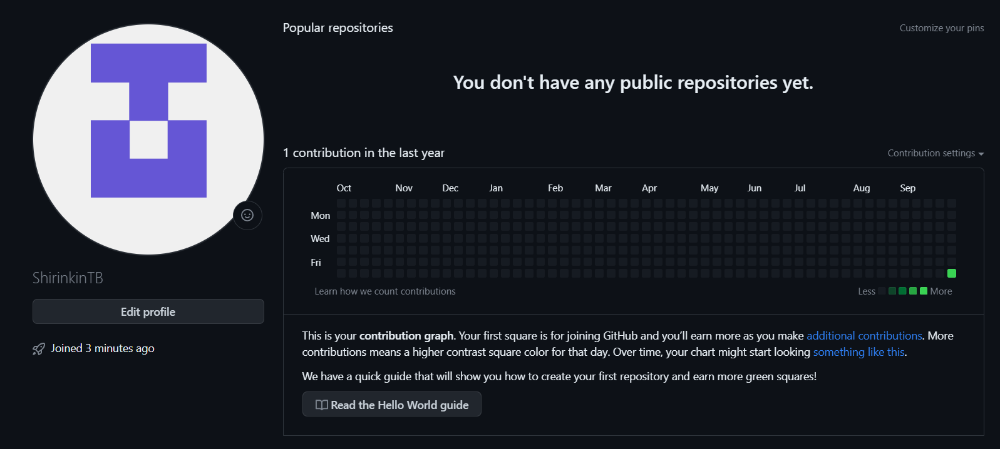 Popular repositories
Customize your pins
You don't have any public repositories yet.
1 contribution in the last year
Contribution settings
Oct Nov Dec Jan Feb Mar Apr May Jun Jul Aug Sep
Mon
Wed
Fri
Learn how we count contributions
Less More
ShirinkinTB
Edit profile
Joined 3 minutes ago
This is your contribution graph. Your first square is for joining GitHub and you’ll earn more as you make additional contributions. More
contributions means a higher contrast square color for that day. Over time, your chart might start looking something like this.
We have a quick guide that will show you how to create your first repository and earn more green squares!
Read the Hello World guide